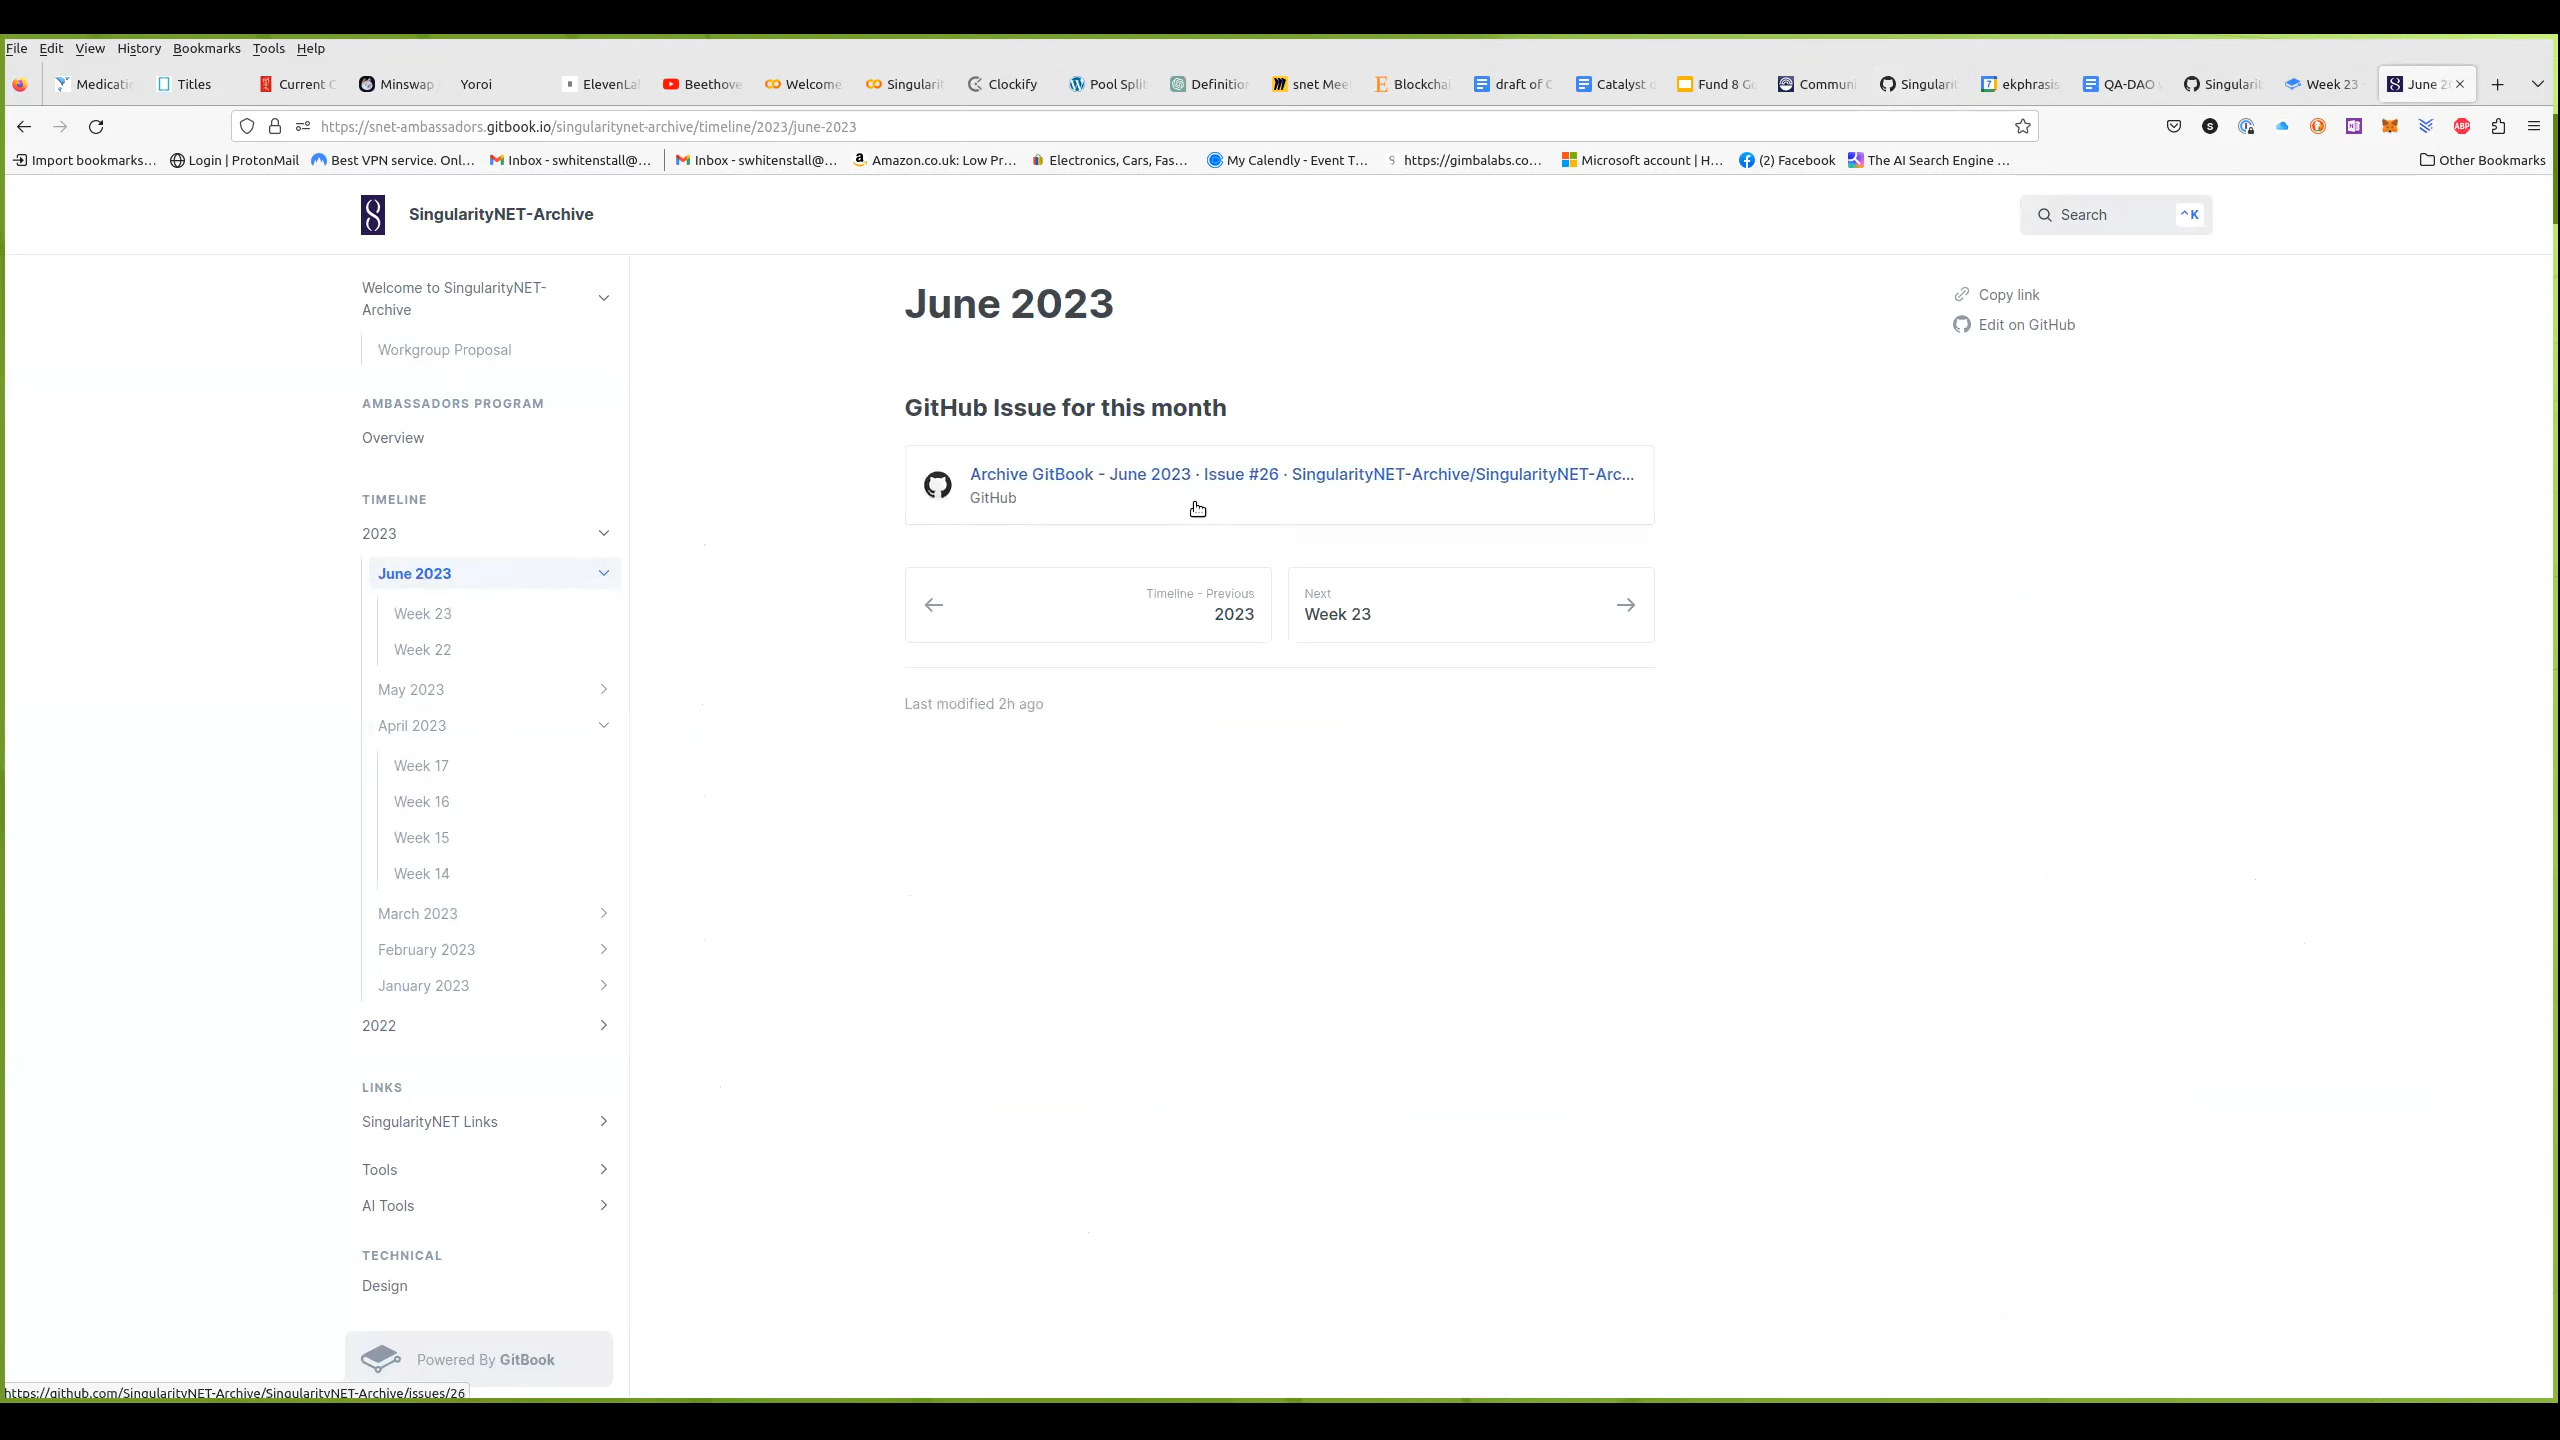 File Edit View History Bookmarks Tools Help
Medicati Titles Current C Minswap Yoroi ElevenLa Beethove Welcome Singularit Clockify Pool Split Definition snet Mee Blockchai draft of C Catalyst Fund 8 Go Communi Singularit ekphrasis QA-DAO Singularit Week 23 June 2
https://snet-ambassadors.gitbook.io/singularitynet-archive/timeline/2023/june-2023
Import bookmarks... Login | ProtonMail Best VPN service. Onl... Inbox - swhitenstall@... Inbox - swhitenstall@... Amazon.co.uk: Low Pr... Electronics, Cars, Fas... My Calendly - Event T... https://gimbalabs.co... Microsoft account | H... (2) Facebook The AI Search Engine ... Other Bookmarks
SingularityNET-Archive
Search ^K
Welcome to SingularityNET-
Archive
Workgroup Proposal
AMBASSADORS PROGRAM
Overview
TIMELINE
2023
June 2023
Week 23
Week 22
May 2023
April 2023
Week 17
Week 16
Week 15
Week 14
March 2023
February 2023
January 2023
2022
LINKS
SingularityNET Links
Tools
AI Tools
TECHNICAL
Design
Powered By GitBook
https://github.com/SingularityNET-Archive/SingularityNET-Archive/issues/26
June 2023
GitHub Issue for this month
Archive GitBook - June 2023 · Issue #26 · SingularityNET-Archive/SingularityNET-Arc...
GitHub
Timeline - Previous
2023
Next
Week 23
Last modified 2h ago
Copy link
Edit on GitHub